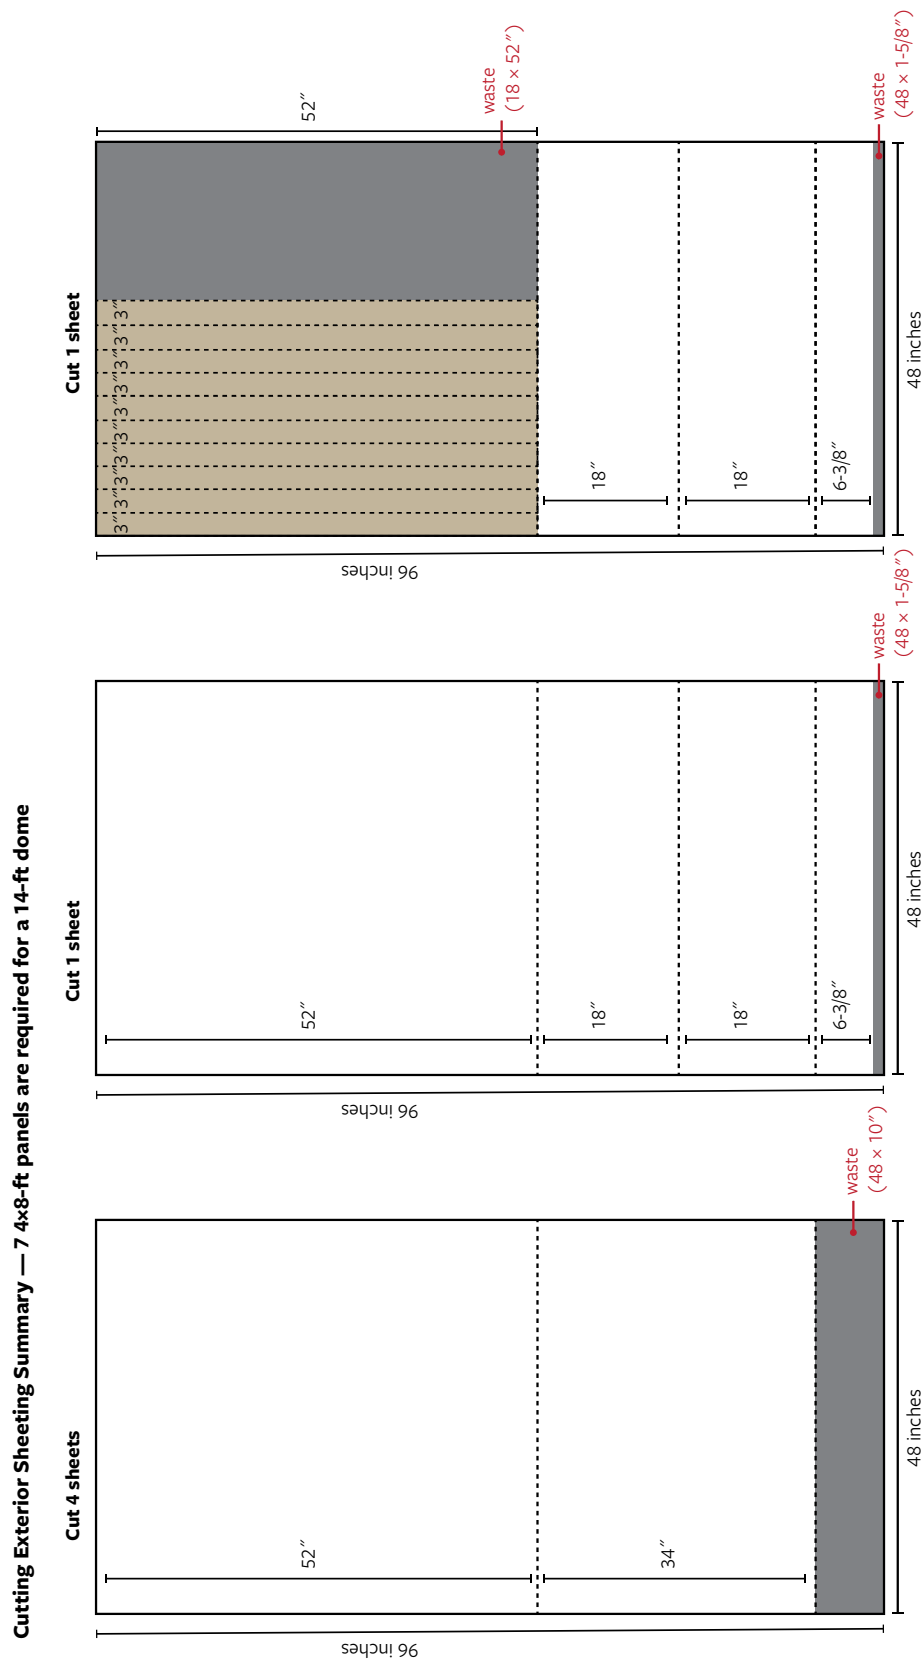 Cutting Exterior Sheeting Summary — 7 4×8-ft panels are required for a 14-ft dome
Cut 4 sheets
96 inches
52″
34″
waste
(48 × 10″)
48 inches
Cut 1 sheet
96 inches
52″
18″
18″
6-3/8″
waste
(48 × 1-5/8″)
48 inches
Cut 1 sheet
96 inches
3″ 3″ 3″ 3″ 3″ 3″ 3″ 3″ 3″ 3″
52″
waste
(18 × 52″)
18″
18″
6-3/8″
waste
(48 × 1-5/8″)
48 inches